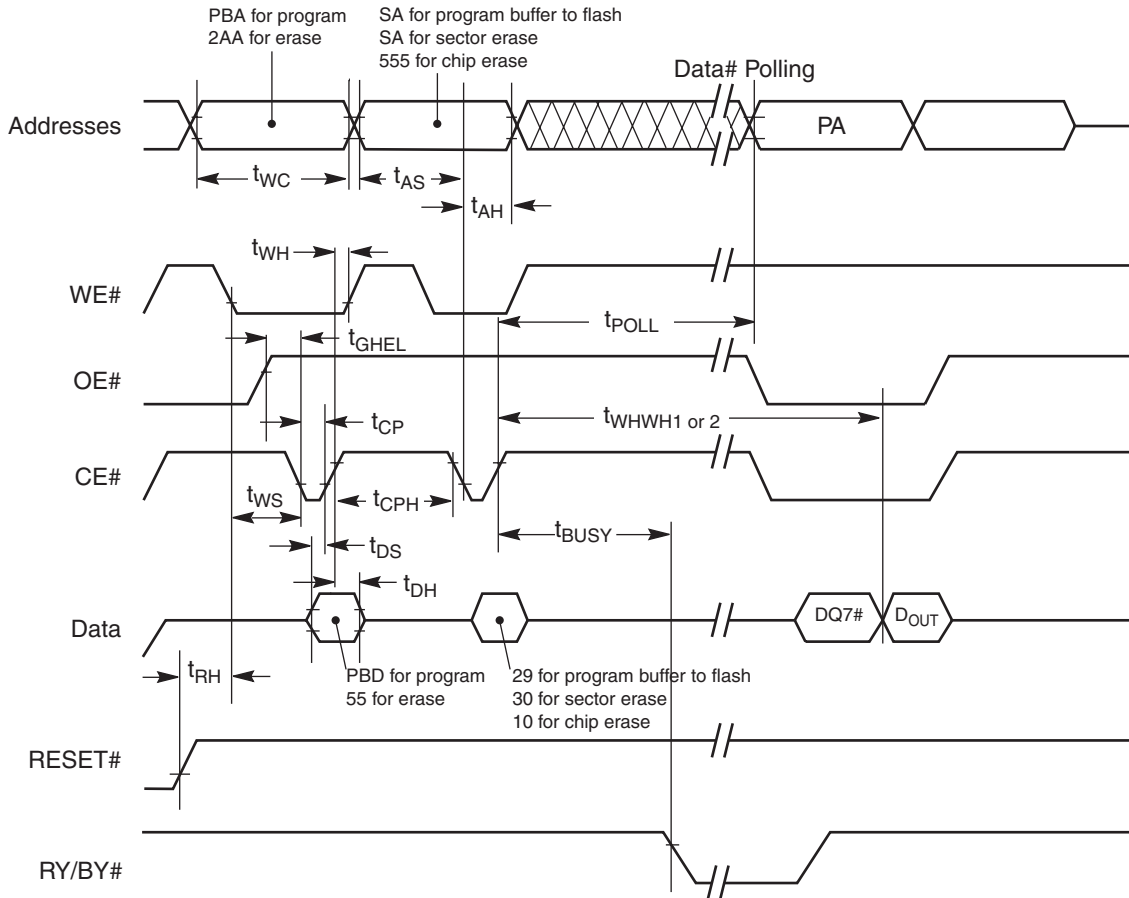 PBA for program
2AA for erase
SA for program buffer to flash
SA for sector erase
555 for chip erase
Data# Polling
Addresses
PA
tWC
tAS
tAH
tWH
WE#
tPOLL
tGHEL
OE#
tWHWH1 or 2
tCP
CE#
tWS
tCPH
tBUSY
tDS
tDH
Data
DQ7#
DOUT
tRH
PBD for program
55 for erase
29 for program buffer to flash
30 for sector erase
10 for chip erase
RESET#
RY/BY#